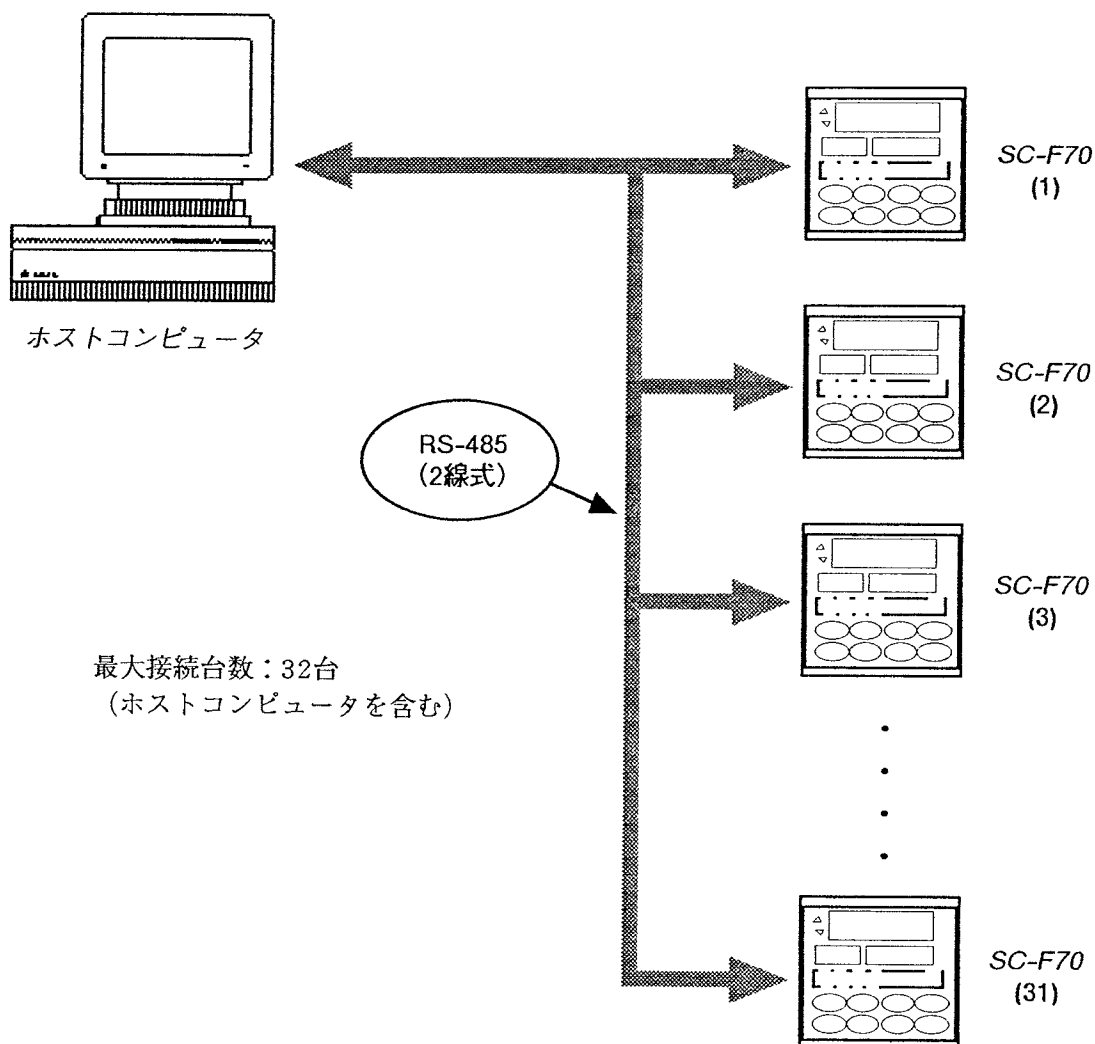 SC-F70
(1)
ホストコンピュータ
SC-F70
(2)
RS-485
(2線式)
SC-F70
(3)
最大接続台数：32台
(ホストコンピュータを含む)
SC-F70
(31)